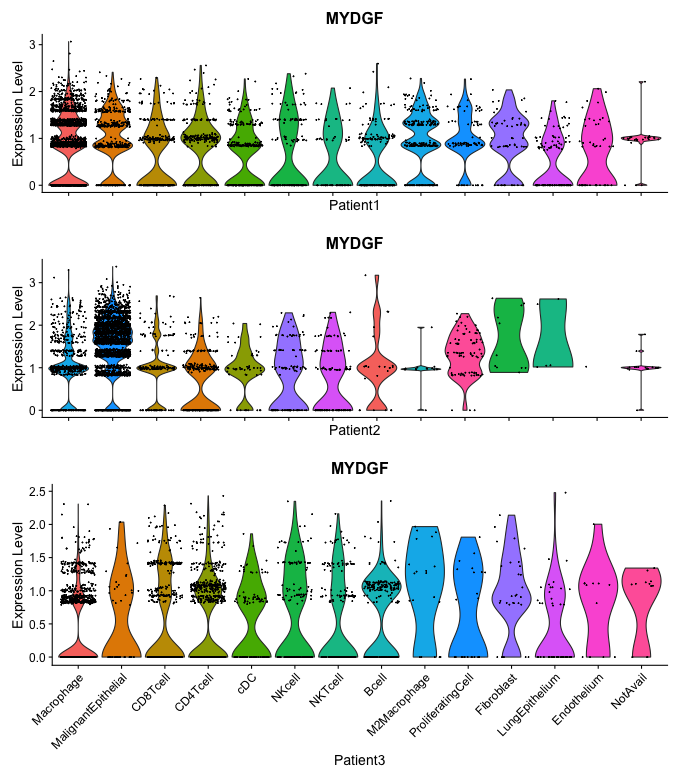 MYDGF
Expression Level
3
2
1
0
Patient1
MYDGF
Expression Level
3
2
1
0
Patient2
MYDGF
Expression Level
2.5
2.0
1.5
1.0
0.5
0.0
Macrophage
MalignantEpithelial
CD8Tcell
CD4Tcell
cDC
NKcell
NKTcell
Bcell
M2Macrophage
ProliferatingCell
Fibroblast
LungEpithelium
Endothelium
NotAvail
Patient3